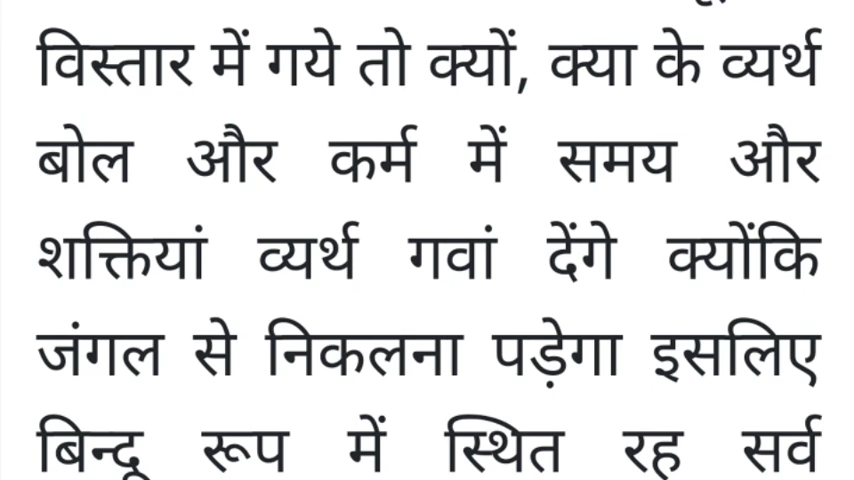 विस्तार में गये तो क्यों, क्या के व्यर्थ
बोल और कर्म में समय और
शक्तियां व्यर्थ गवां देंगे क्योंकि
जंगल से निकलना पड़ेगा इसलिए
बिन्दू रूप में स्थित रह सर्व